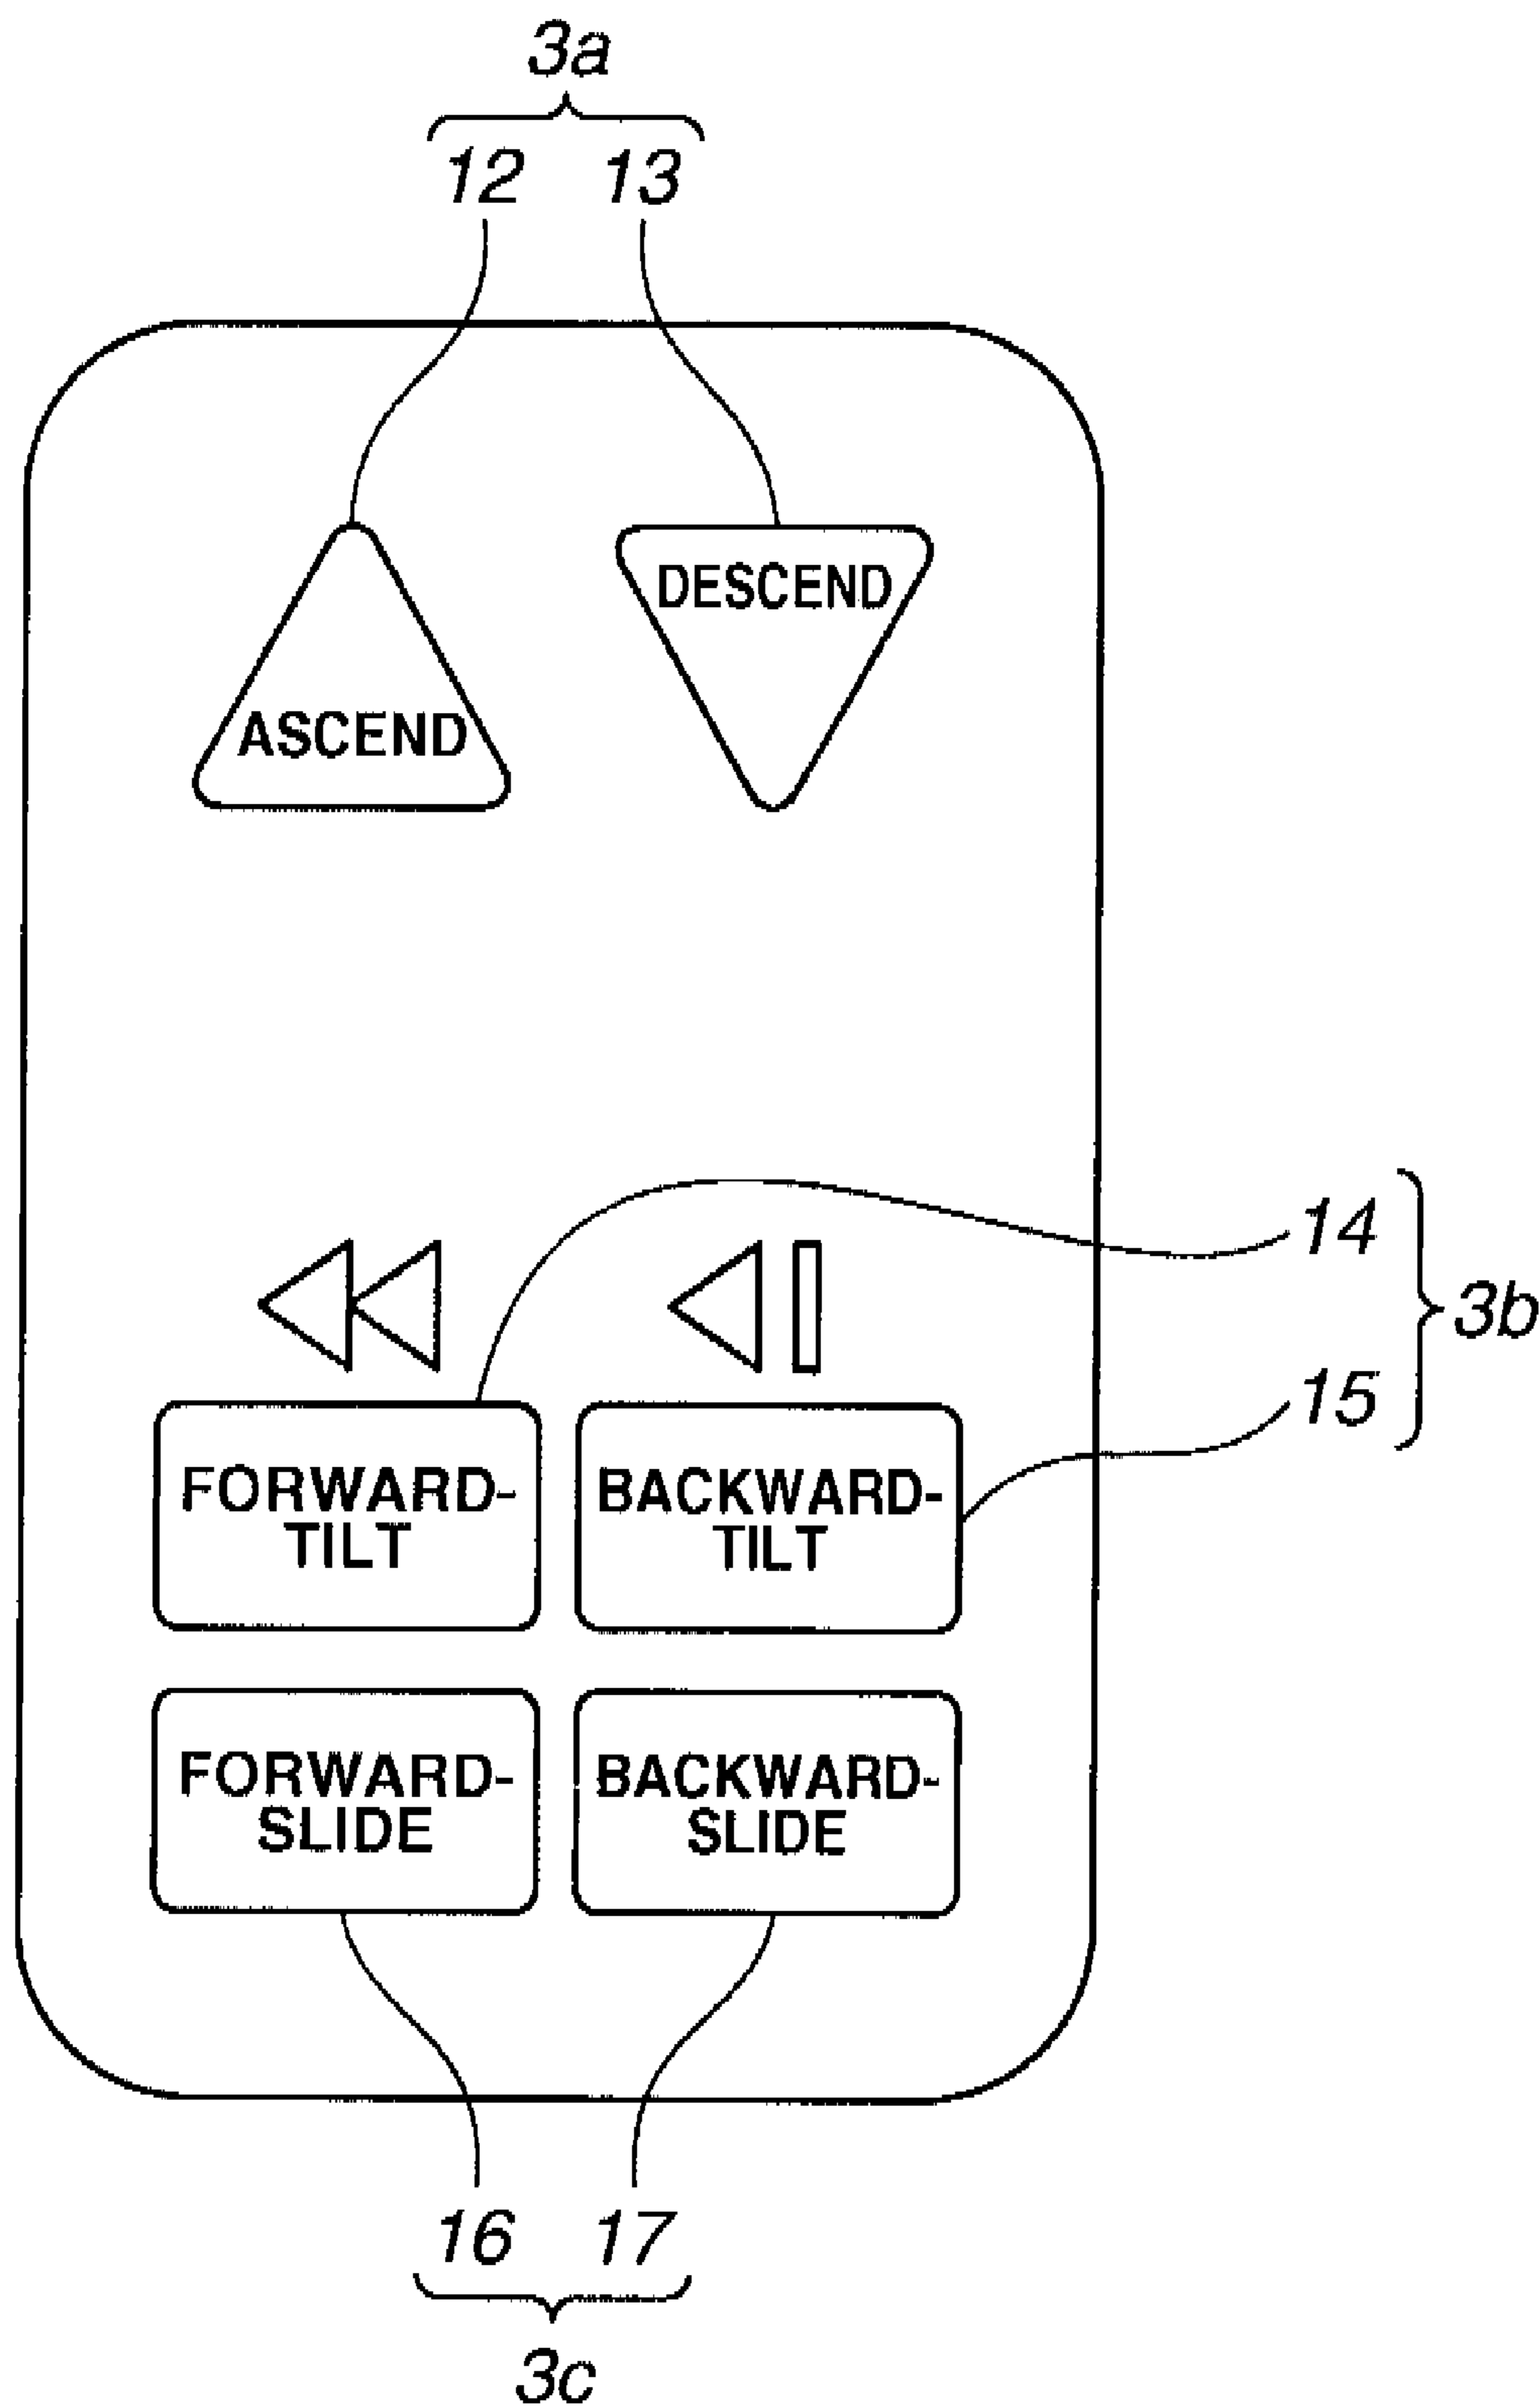 3a
12 13
DESCEND
ASCEND
14
3b
15
FORWARD-
TILT
BACKWARD-
TILT
FORWARD-
SLIDE
BACKWARD-
SLIDE
16 17
3c